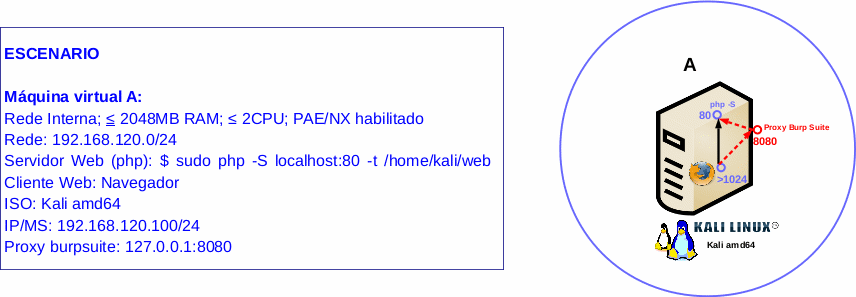 ESCENARIO
Máquina virtual A:
Rede Interna; ≤ 2048MB RAM; ≤ 2CPU; PAE/NX habilitado
Rede: 192.168.120.0/24
Servidor Web (php): $ sudo php -S localhost:80 -t /home/kali/web
Cliente Web: Navegador
ISO: Kali amd64
IP/MS: 192.168.120.100/24
Proxy burpsuite: 127.0.0.1:8080
A
php -S
80
Proxy Burp Suite
8080
>1024
KALI LINUX
Kali amd64